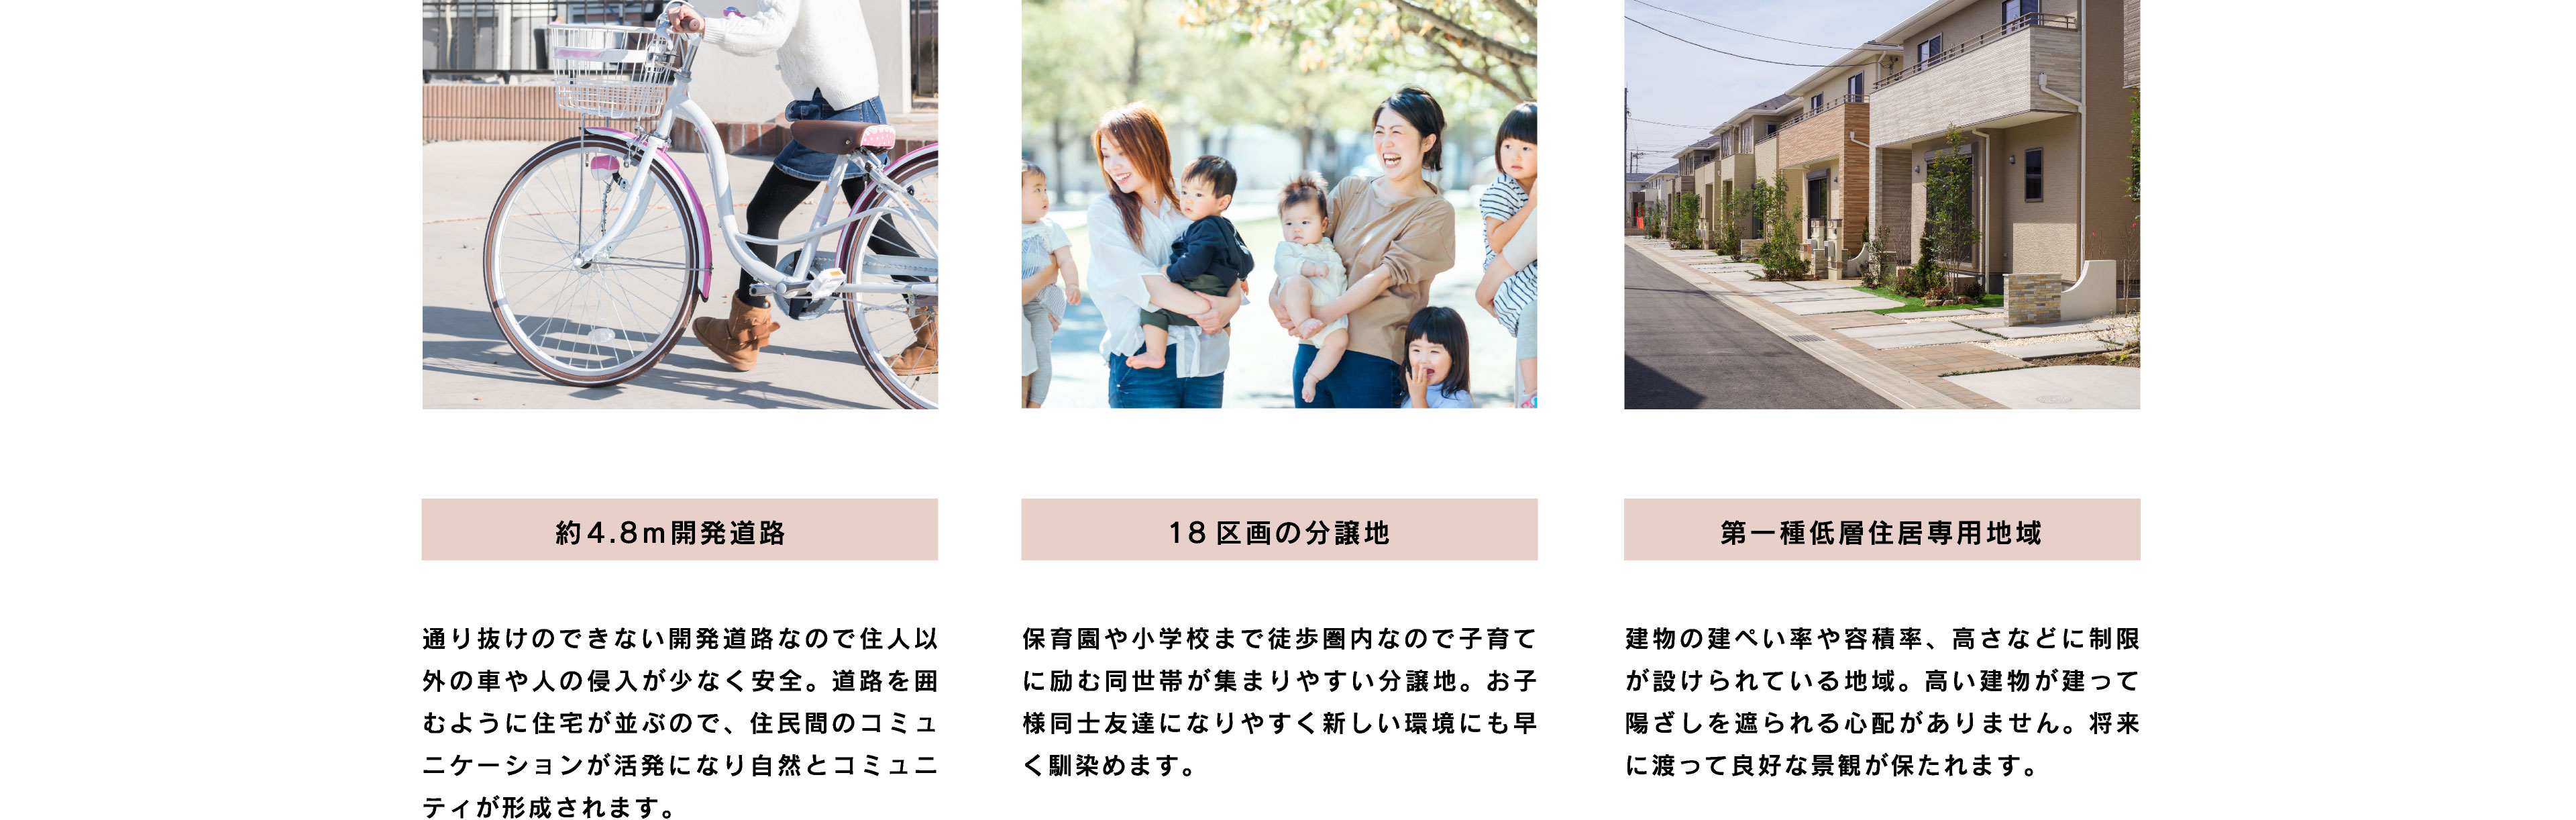 約4.8m開発道路
通り抜けのできない開発道路なので住人以
外の車や人の侵入が少なく安全。道路を囲
むように住宅が並ぶので、住民間のコミュ
ニケーションが活発になり自然とコミュニ
ティが形成されます。
18区画の分譲地
保育園や小学校まで徒歩圏内なので子育て
に励む同世帯が集まりやすい分譲地。お子
様同士友達になりやすく新しい環境にも早
く馴染めます。
第一種低層住居専用地域
建物の建ぺい率や容積率、高さなどに制限
が設けられている地域。高い建物が建って
陽ざしを遮られる心配がありません。将来
に渡って良好な景観が保たれます。